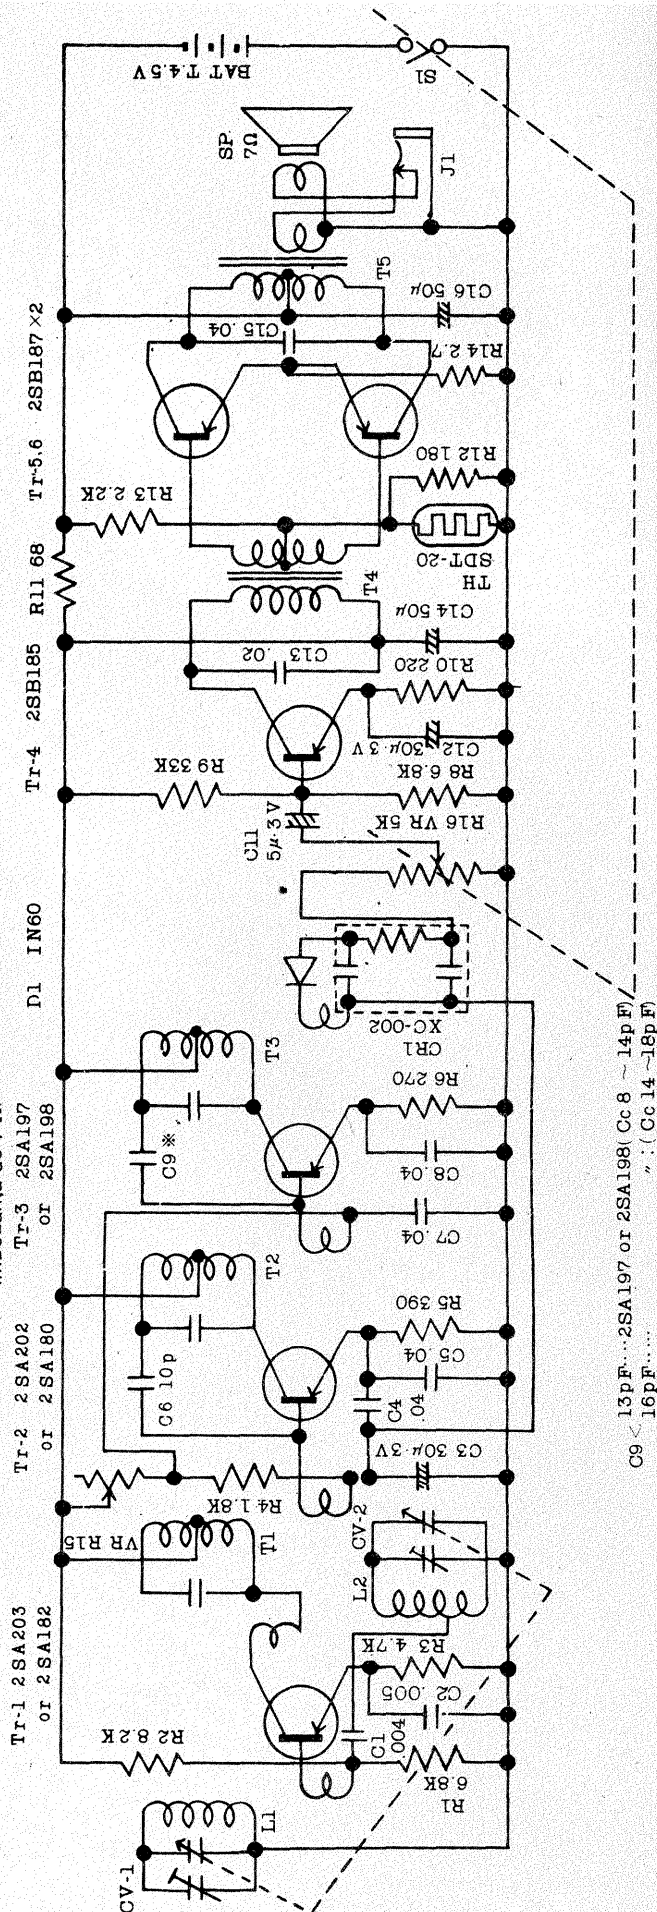 Tr-1 2SA203
or 2SA182
Tr-2 2SA202
or 2SA180
Tr-3 2SA197
or 2SA198
D1 IN60
Tr-4 2SB185
R11 68
Tr-5.6 2SB187 ×2
BAT T.4.5V
S1
SP
7Ω
J1
T5
C15 .04
C16 50μ
R14 2.7
R12 180
R13 2.2K
TH
SDT-20
T4
C14 50μ
C13 .02
R10 220
C12
30μ·3V
R8 6.8K
R9 33K
C11
5μ·3V
R16 VR 5K
CR1
XC-002
T3
C9※
R6 270
C8 .04
C7 .04
T2
C6 10p
R5 390
C5 .04
C4
.04
C3 30μ·3V
R4 1.8K
VR R15
T1
CV-2
L2
R3 4.7K
C2 .005
C1
.004
R2 8.2K
R1
6.8K
L1
CV-1
C9< 13pF....2SA197 or 2SA198(Cc 8 ~ 14pF)
16pF..... 〃 :(Cc 14 ~18pF)